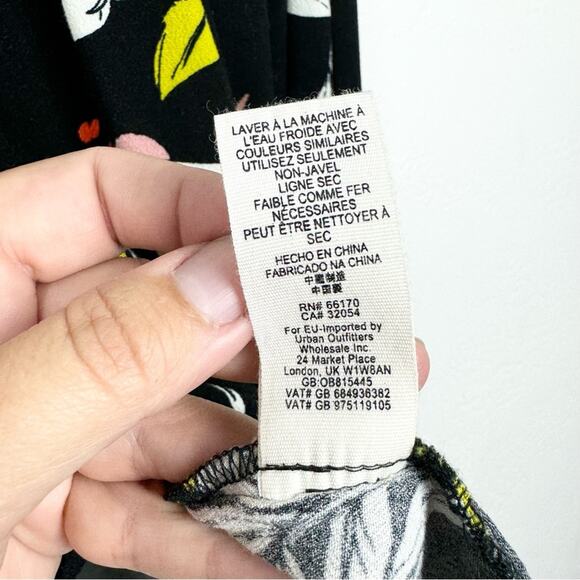 LAVER À LA MACHINE À
L'EAU FROIDE AVEC
COULEURS SIMILAIRES
UTILISEZ SEULEMENT
NON-JAVEL
LIGNE SEC
FAIBLE COMME FER
NÉCESSAIRES
PEUT ÊTRE NETTOYER À
SEC
HECHO EN CHINA
FABRICADO NA CHINA
中國制造
中国製
RN# 66170
CA# 32054
For EU-Imported by
Urban Outfitters
Wholesale Inc.
24 Market Place
London, UK W1W8AN
GB:OB815445
VAT# GB 684936382
VAT# GB 975119105